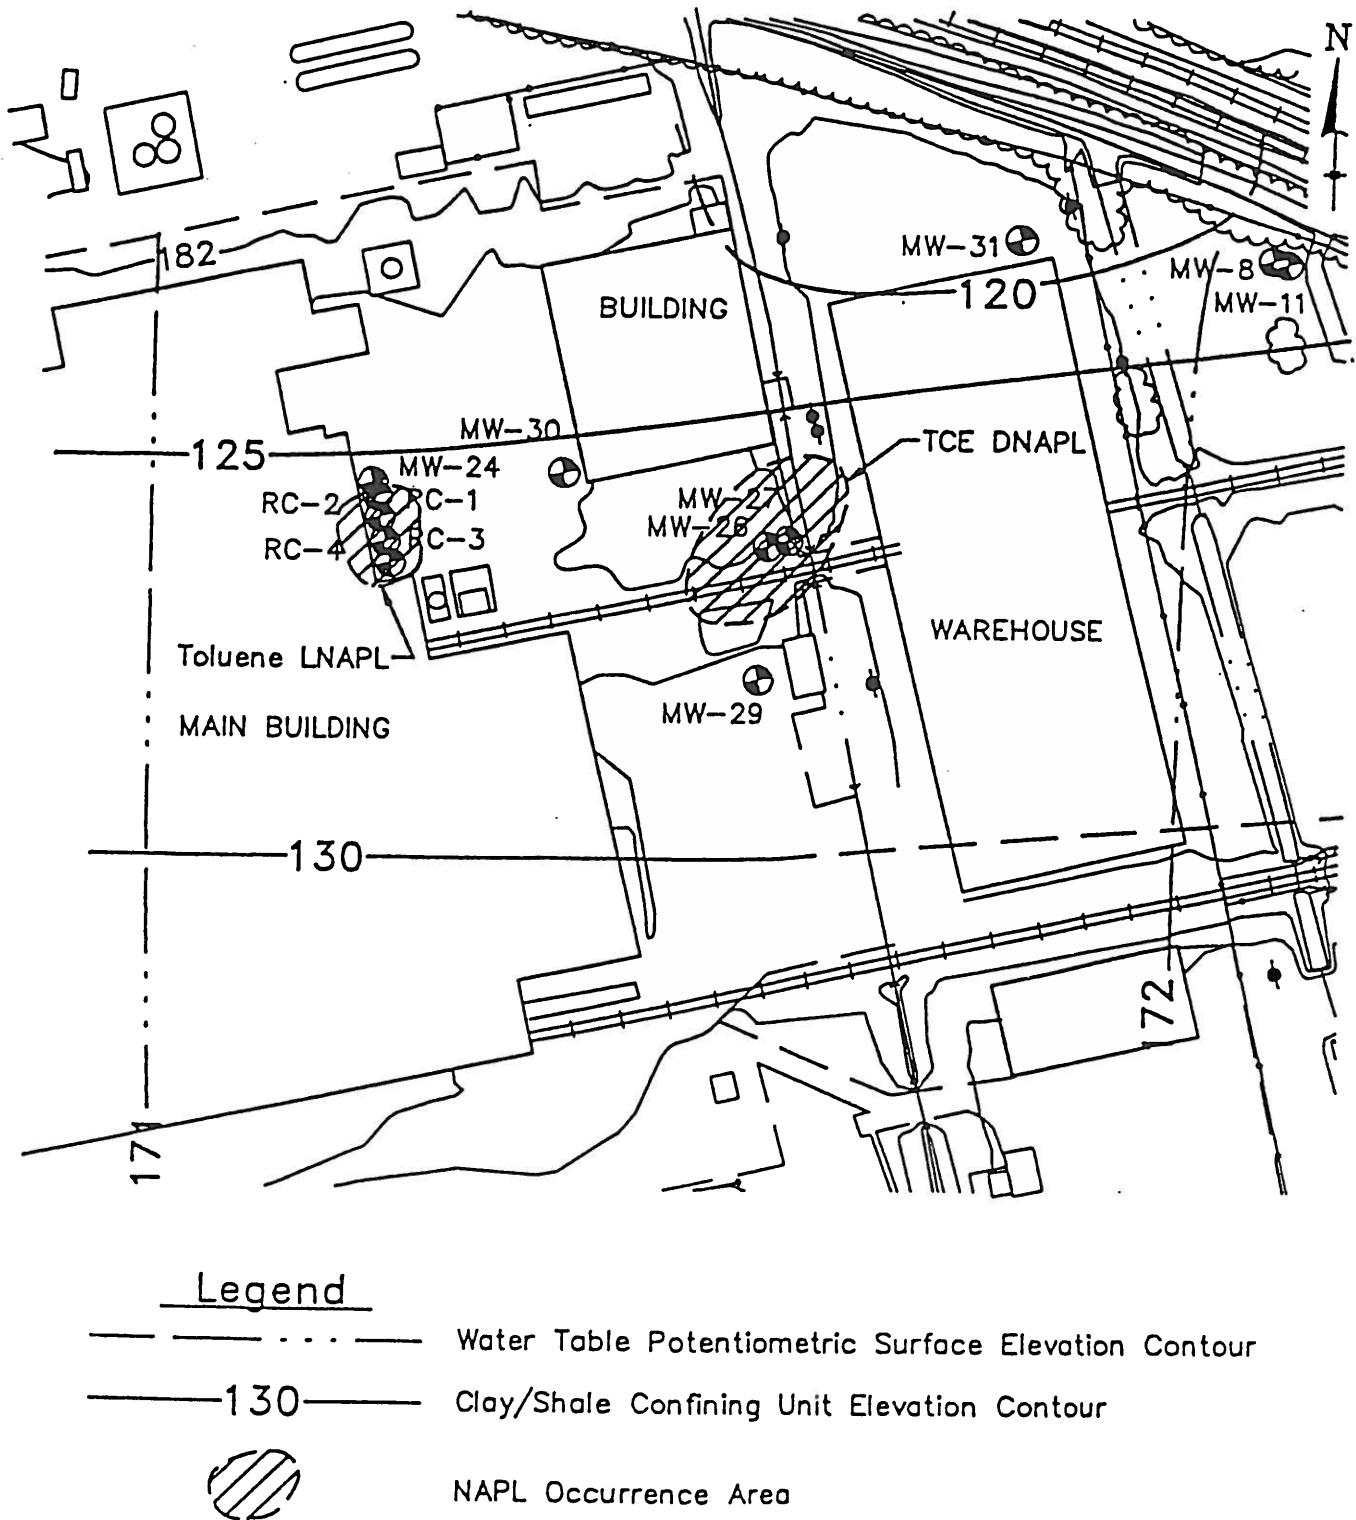 N
182
BUILDING
MW-31
MW-8
120
MW-11
MW-30
125
MW-24
TCE DNAPL
RC-2
RC-1
MW-27
MW-26
RC-4
RC-3
WAREHOUSE
Toluene LNAPL
MW-29
MAIN BUILDING
130
72
171
Legend
Water Table Potentiometric Surface Elevation Contour
130 Clay/Shale Confining Unit Elevation Contour
NAPL Occurrence Area